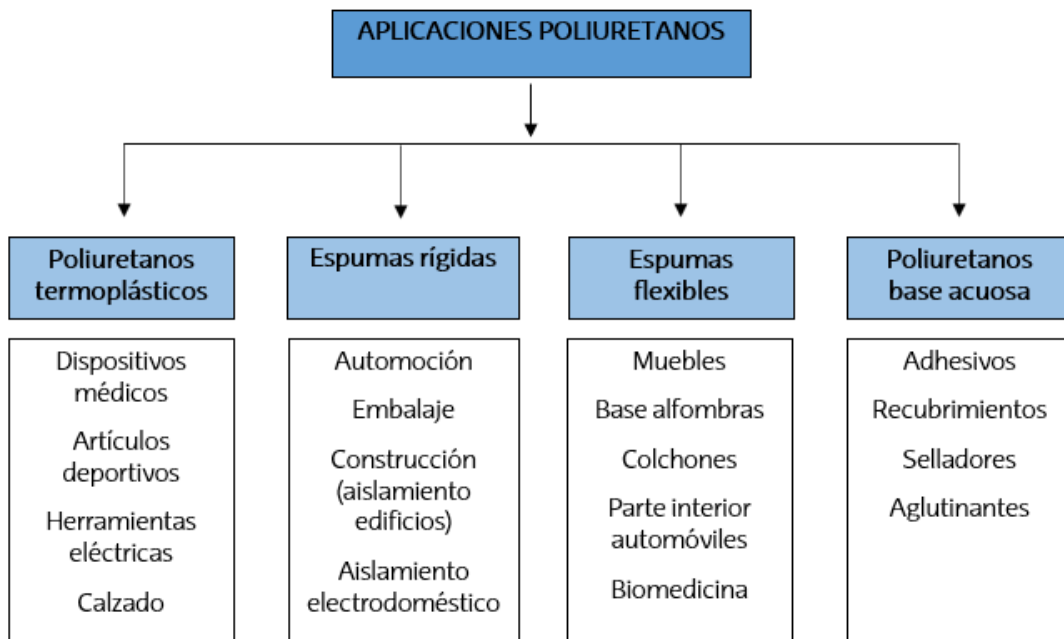 APLICACIONES POLIURETANOS
Poliuretanos
termoplásticos
Dispositivos
médicos
Artículos
deportivos
Herramientas
eléctricas
Calzado
Espumas rígidas
Automoción
Embalaje
Construcción
(aislamiento
edificios)
Aislamiento
electrodoméstico
Espumas
flexibles
Muebles
Base alfombras
Colchones
Parte interior
automóviles
Biomedicina
Poliuretanos
base acuosa
Adhesivos
Recubrimientos
Selladores
Aglutinantes